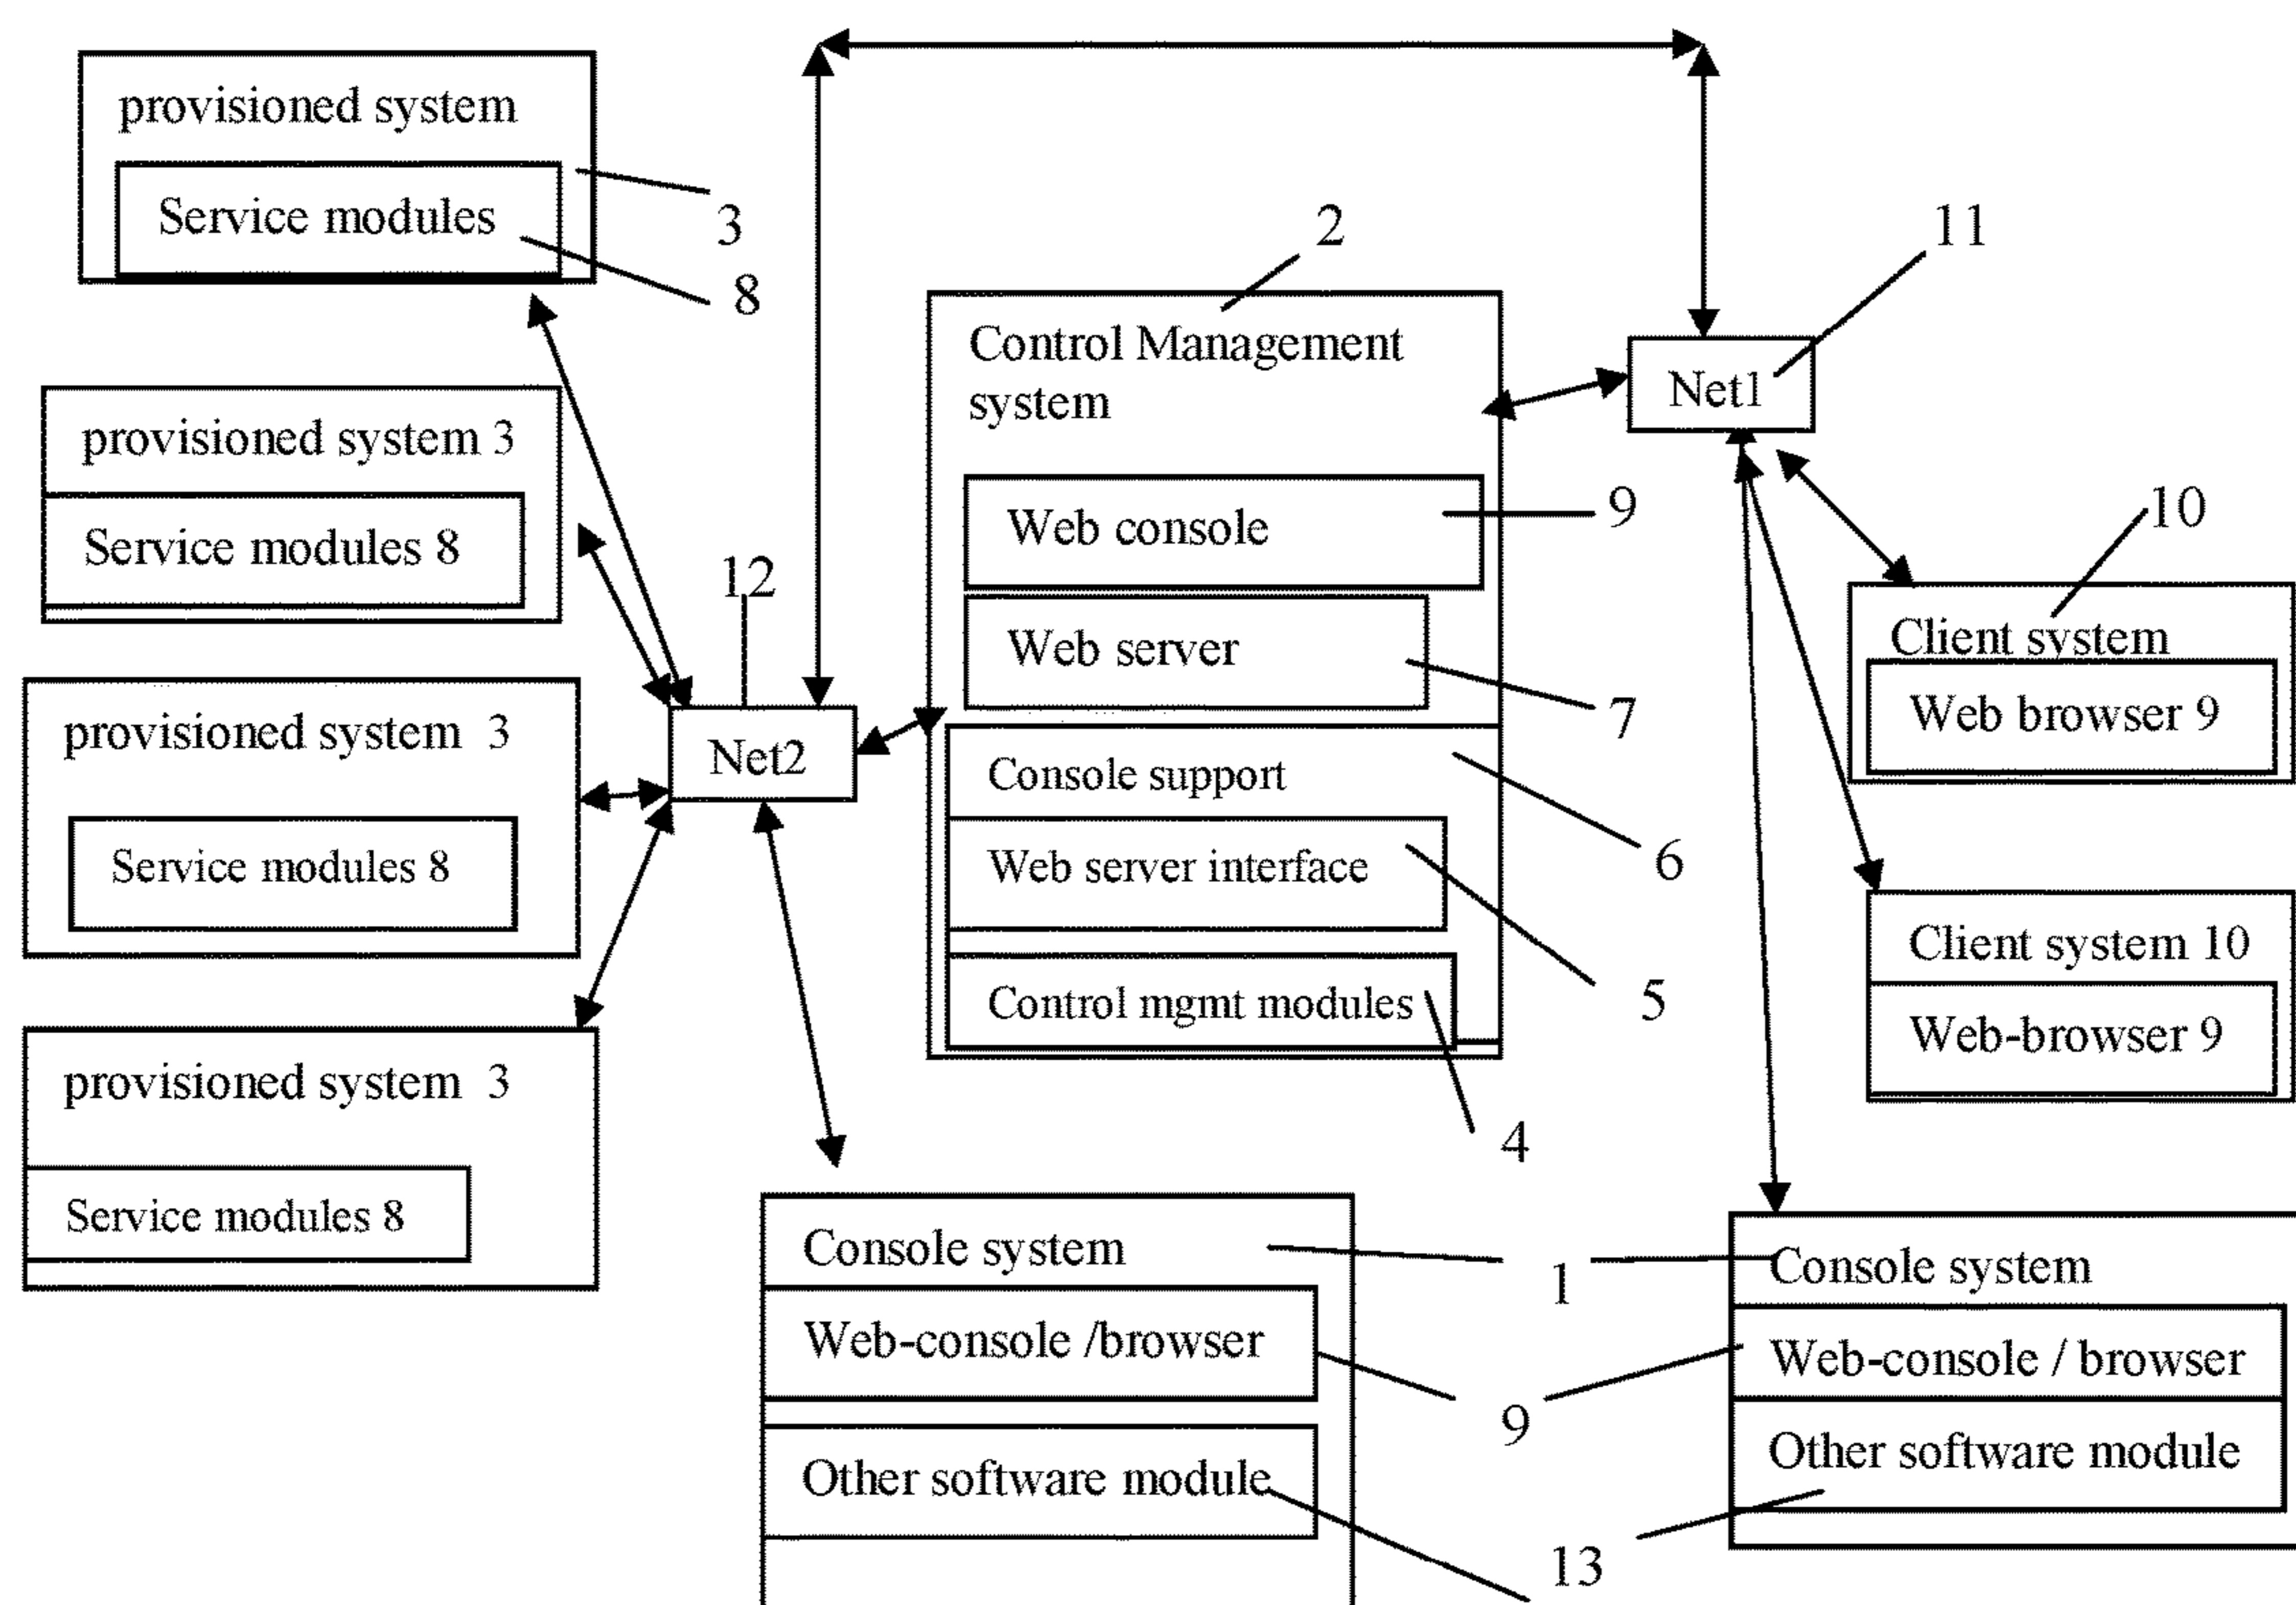 provisioned system
Service modules
3
8
provisioned system 3
Service modules 8
provisioned system 3
Service modules 8
provisioned system 3
Service modules 8
12
Net2
2
Control Management
system
Web console
9
Web server
7
Console support
6
Web server interface
5
Control mgmt modules
4
11
Net1
10
Client system
Web browser 9
Client system 10
Web-browser 9
Console system
1
Web-console /browser
9
Other software module
13
Console system
Web-console / browser
Other software module